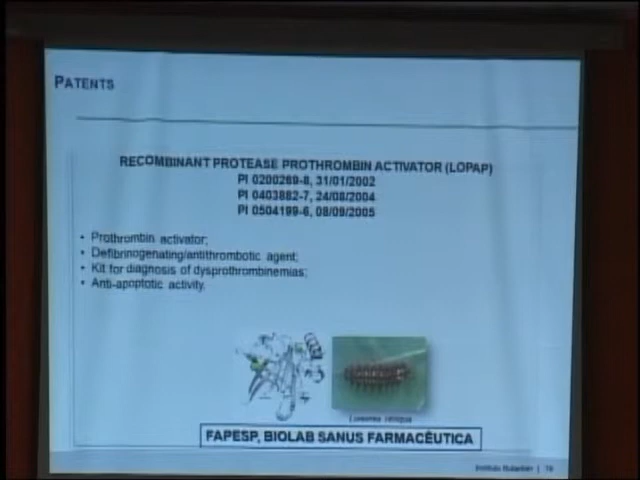 PATENTS
RECOMBINANT PROTEASE PROTHROMBIN ACTIVATOR (LOPAP)
PI 0200269-8, 31/01/2002
PI 0403882-7, 24/08/2004
PI 0504199-6, 08/09/2005
• Prothrombin activator;
• Defibrinogenating/antithrombotic agent;
• Kit for diagnosis of dysprothrombinemias;
• Anti-apoptotic activity.
Lonomia obliqua
FAPESP, BIOLAB SANUS FARMACÊUTICA
Instituto Butantan |